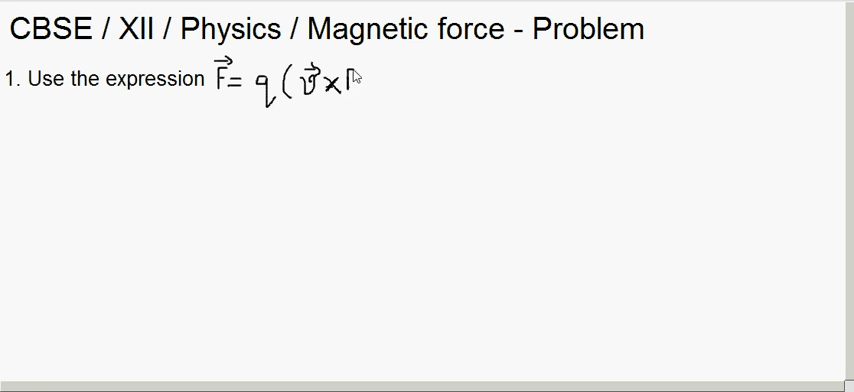 CBSE / XII / Physics / Magnetic force - Problem
1. Use the expression F⃗= q (v⃗×